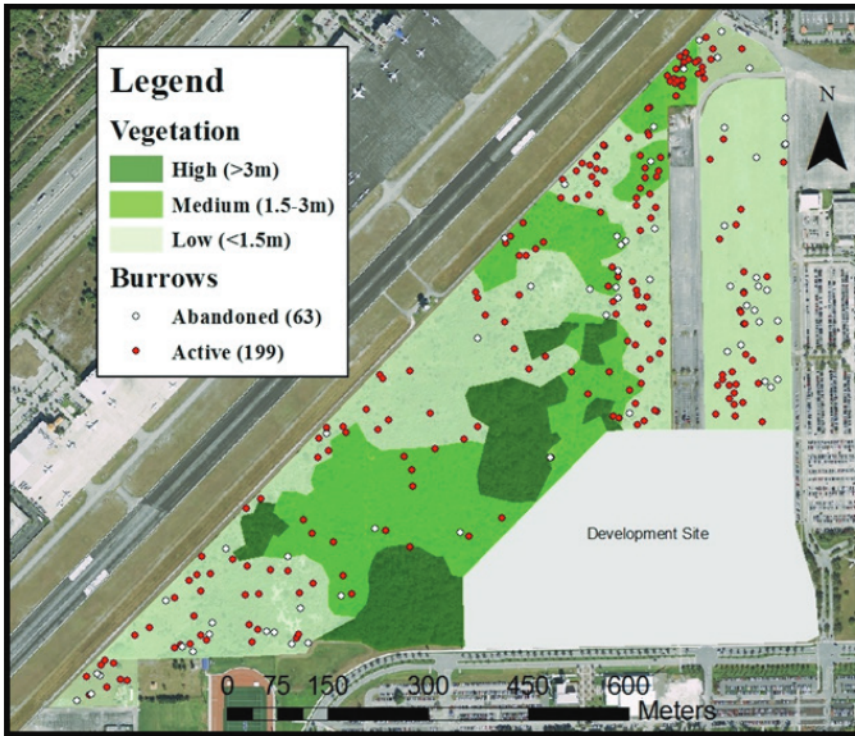 Legend
Vegetation
High (>3m)
Medium (1.5-3m)
Low (<1.5m)
Burrows
Abandoned (63)
Active (199)
N
Development Site
0 75 150 300 450 600
Meters